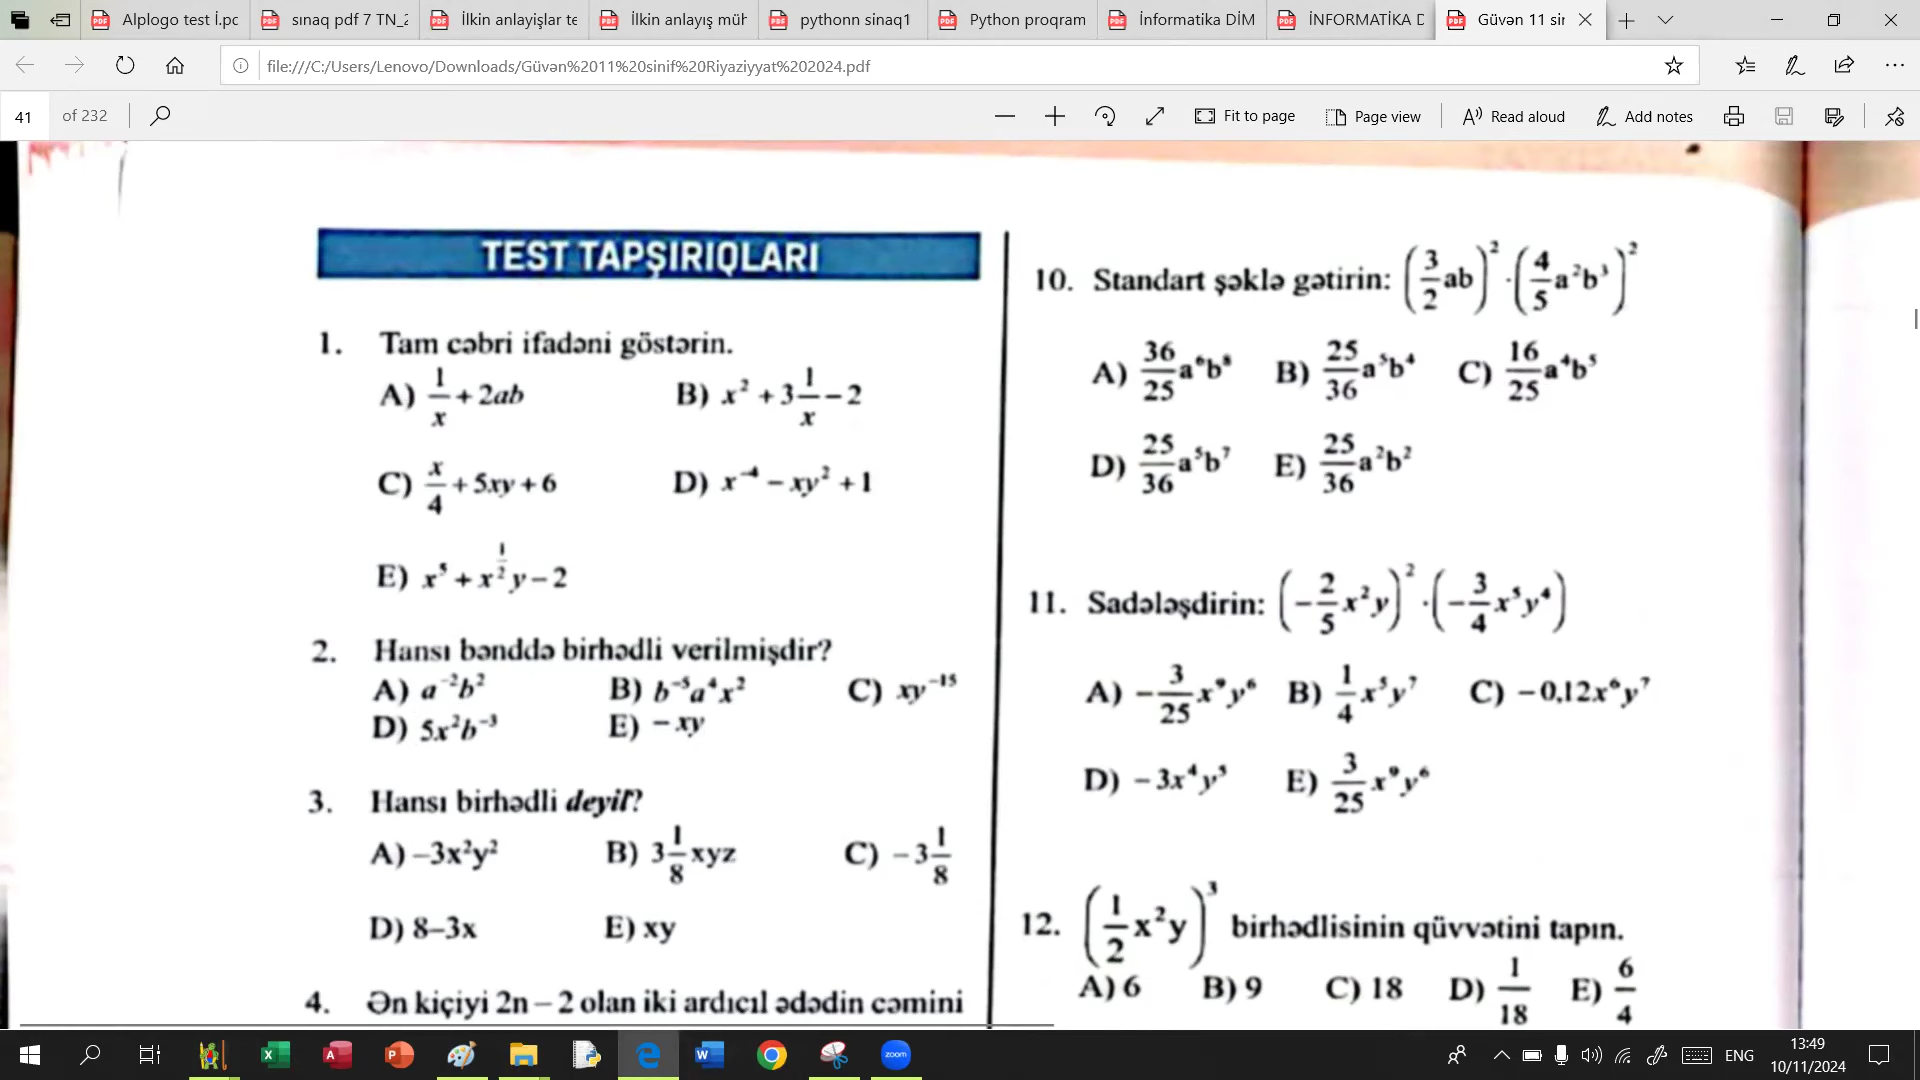 Alplogo test İ.pc
sınaq pdf 7 TN_2
İlkin anlayişlar te
İlkin anlayış müh
pythonn sinaq1
Python proqram
İnformatika DİM
İNFORMATİKA D
Güvən 11 sir
file:///C:/Users/Lenovo/Downloads/Güvən%2011%20sinif%20Riyaziyyat%202024.pdf
41 of 232
Fit to page
Page view
Read aloud
Add notes
TEST TAPŞIRIQLARI
1. Tam cəbri ifadəni göstərin.
A) 1/x + 2ab B) x² + 3 1/x − 2
C) x/4 + 5xy + 6 D) x⁻⁴ − xy² + 1
E) x⁵ + x^(1/2) y − 2
2. Hansı bənddə birhədli verilmişdir?
A) a⁻²b² B) b⁻⁵a⁴x² C) xy⁻¹⁵
D) 5x²b⁻³ E) − xy
3. Hansı birhədli deyil?
A) –3x²y² B) 3 1/8 xyz C) − 3 1/8
D) 8–3x E) xy
4. Ən kiçiyi 2n – 2 olan iki ardıcıl ədədin cəmini
10. Standart şəklə gətirin: (3/2 ab)² · (4/5 a²b³)²
A) 36/25 a⁶b⁸ B) 25/36 a⁵b⁴ C) 16/25 a⁴b⁵
D) 25/36 a⁵b⁷ E) 25/36 a²b²
11. Sadələşdirin: (−2/5 x²y)² · (−3/4 x⁵y⁴)
A) −3/25 x⁹y⁶ B) 1/4 x⁵y⁷ C) −0,12x⁶y⁷
D) − 3x⁴y⁵ E) 3/25 x⁹y⁶
12. (1/2 x²y)³ birhədlisinin qüvvətini tapın.
A) 6 B) 9 C) 18 D) 1/18 E) 6/4
zoom
ENG
13:49
10/11/2024